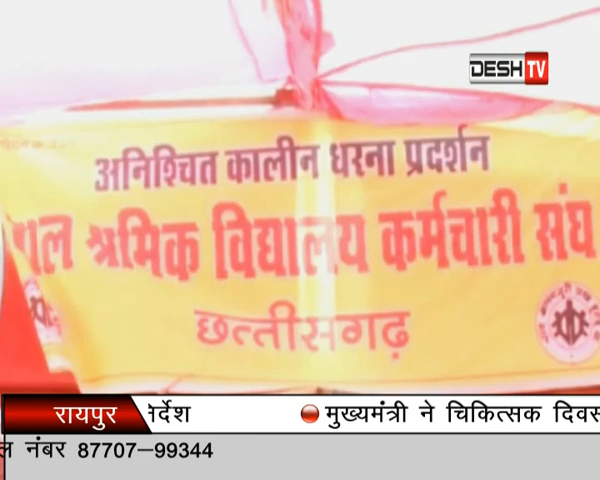 DESH TV
अनिश्चित कालीन धरना प्रदर्शन
श्रमिक विद्यालय कर्मचारी संघ
छत्तीसगढ़
रायपुर
मुख्यमंत्री ने चिकित्सक दिवस
नंबर 87707-99344